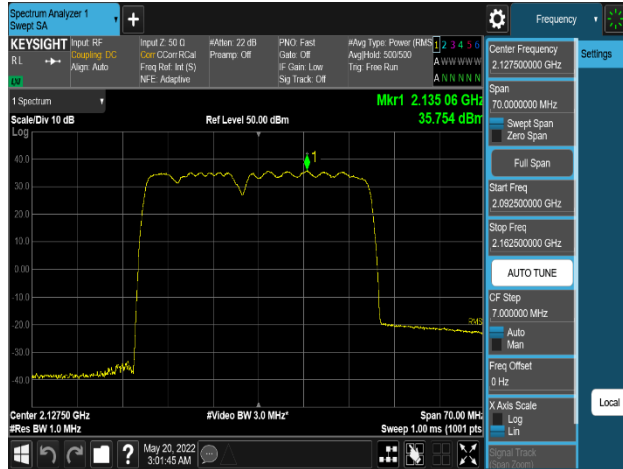 Spectrum Analyzer 1
Swept SA
+
Frequency
KEYSIGHT
RL
Input: RF
Coupling: DC
Align: Auto
Input Z: 50 Ω
Corr CCorr RCal
Freq Ref: Int (S)
NFE: Adaptive
#Atten: 22 dB
Preamp: Off
PNO: Fast
Gate: Off
IF Gain: Low
Sig Track: Off
#Avg Type: Power (RMS
Avg|Hold: 500/500
Trig: Free Run
1 2 3 4 5 6
A W W W W W
A N N N N N
1 Spectrum
Scale/Div 10 dB
Log
Ref Level 50.00 dBm
Mkr1 2.135 06 GHz
35.754 dBm
1
40.0
30.0
20.0
10.0
0.00
-10.0
-20.0
-30.0
-40.0
RMS
Center 2.12750 GHz
#Res BW 1.0 MHz
#Video BW 3.0 MHz*
Span 70.00 MHz
Sweep 1.00 ms (1001 pts
May 20, 2022
3:01:45 AM
?
Center Frequency
2.127500000 GHz
Settings
Span
70.0000000 MHz
Swept Span
Zero Span
Full Span
Start Freq
2.092500000 GHz
Stop Freq
2.162500000 GHz
AUTO TUNE
CF Step
7.000000 MHz
Auto
Man
Freq Offset
0 Hz
X Axis Scale
Log
Lin
Local
Signal Track
(Span Zoom)